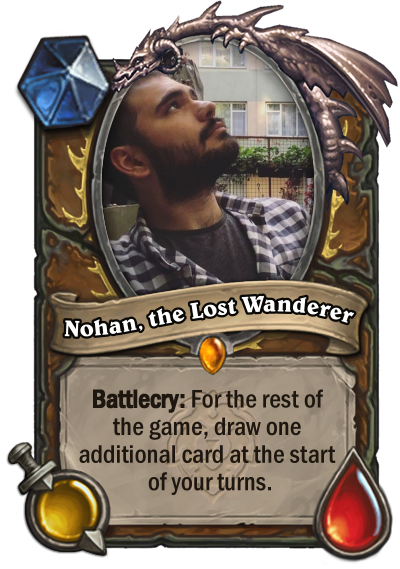 Nohan, the Lost Wanderer
Battlecry: For the rest of
the game, draw one
additional card at the start
of your turns.